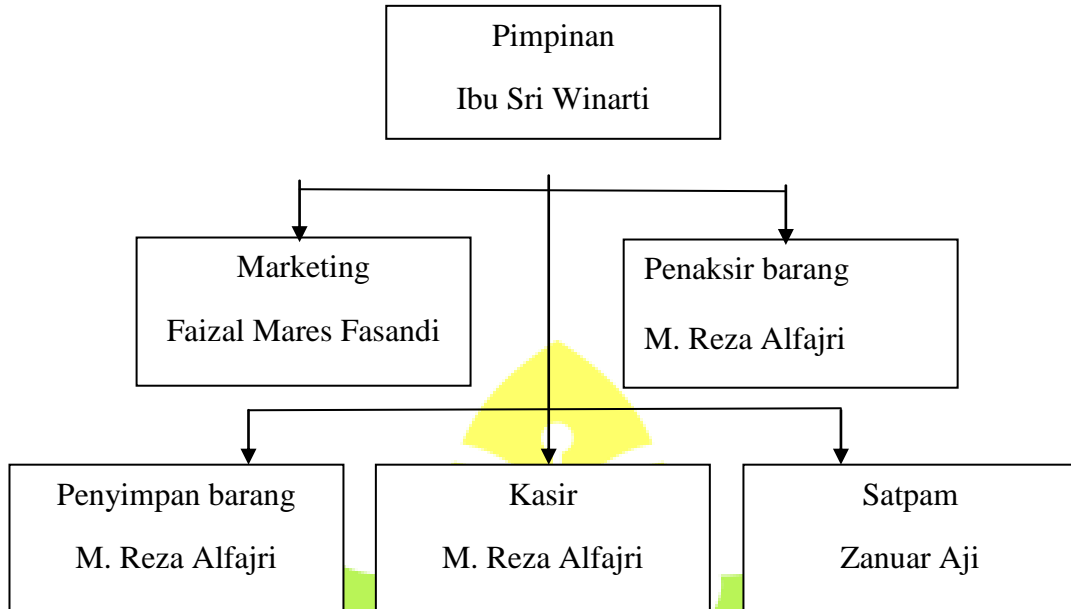 Pimpinan
Ibu Sri Winarti
Marketing
Faizal Mares Fasandi
Penaksir barang
M. Reza Alfajri
Penyimpan barang
M. Reza Alfajri
Kasir
M. Reza Alfajri
Satpam
Zanuar Aji